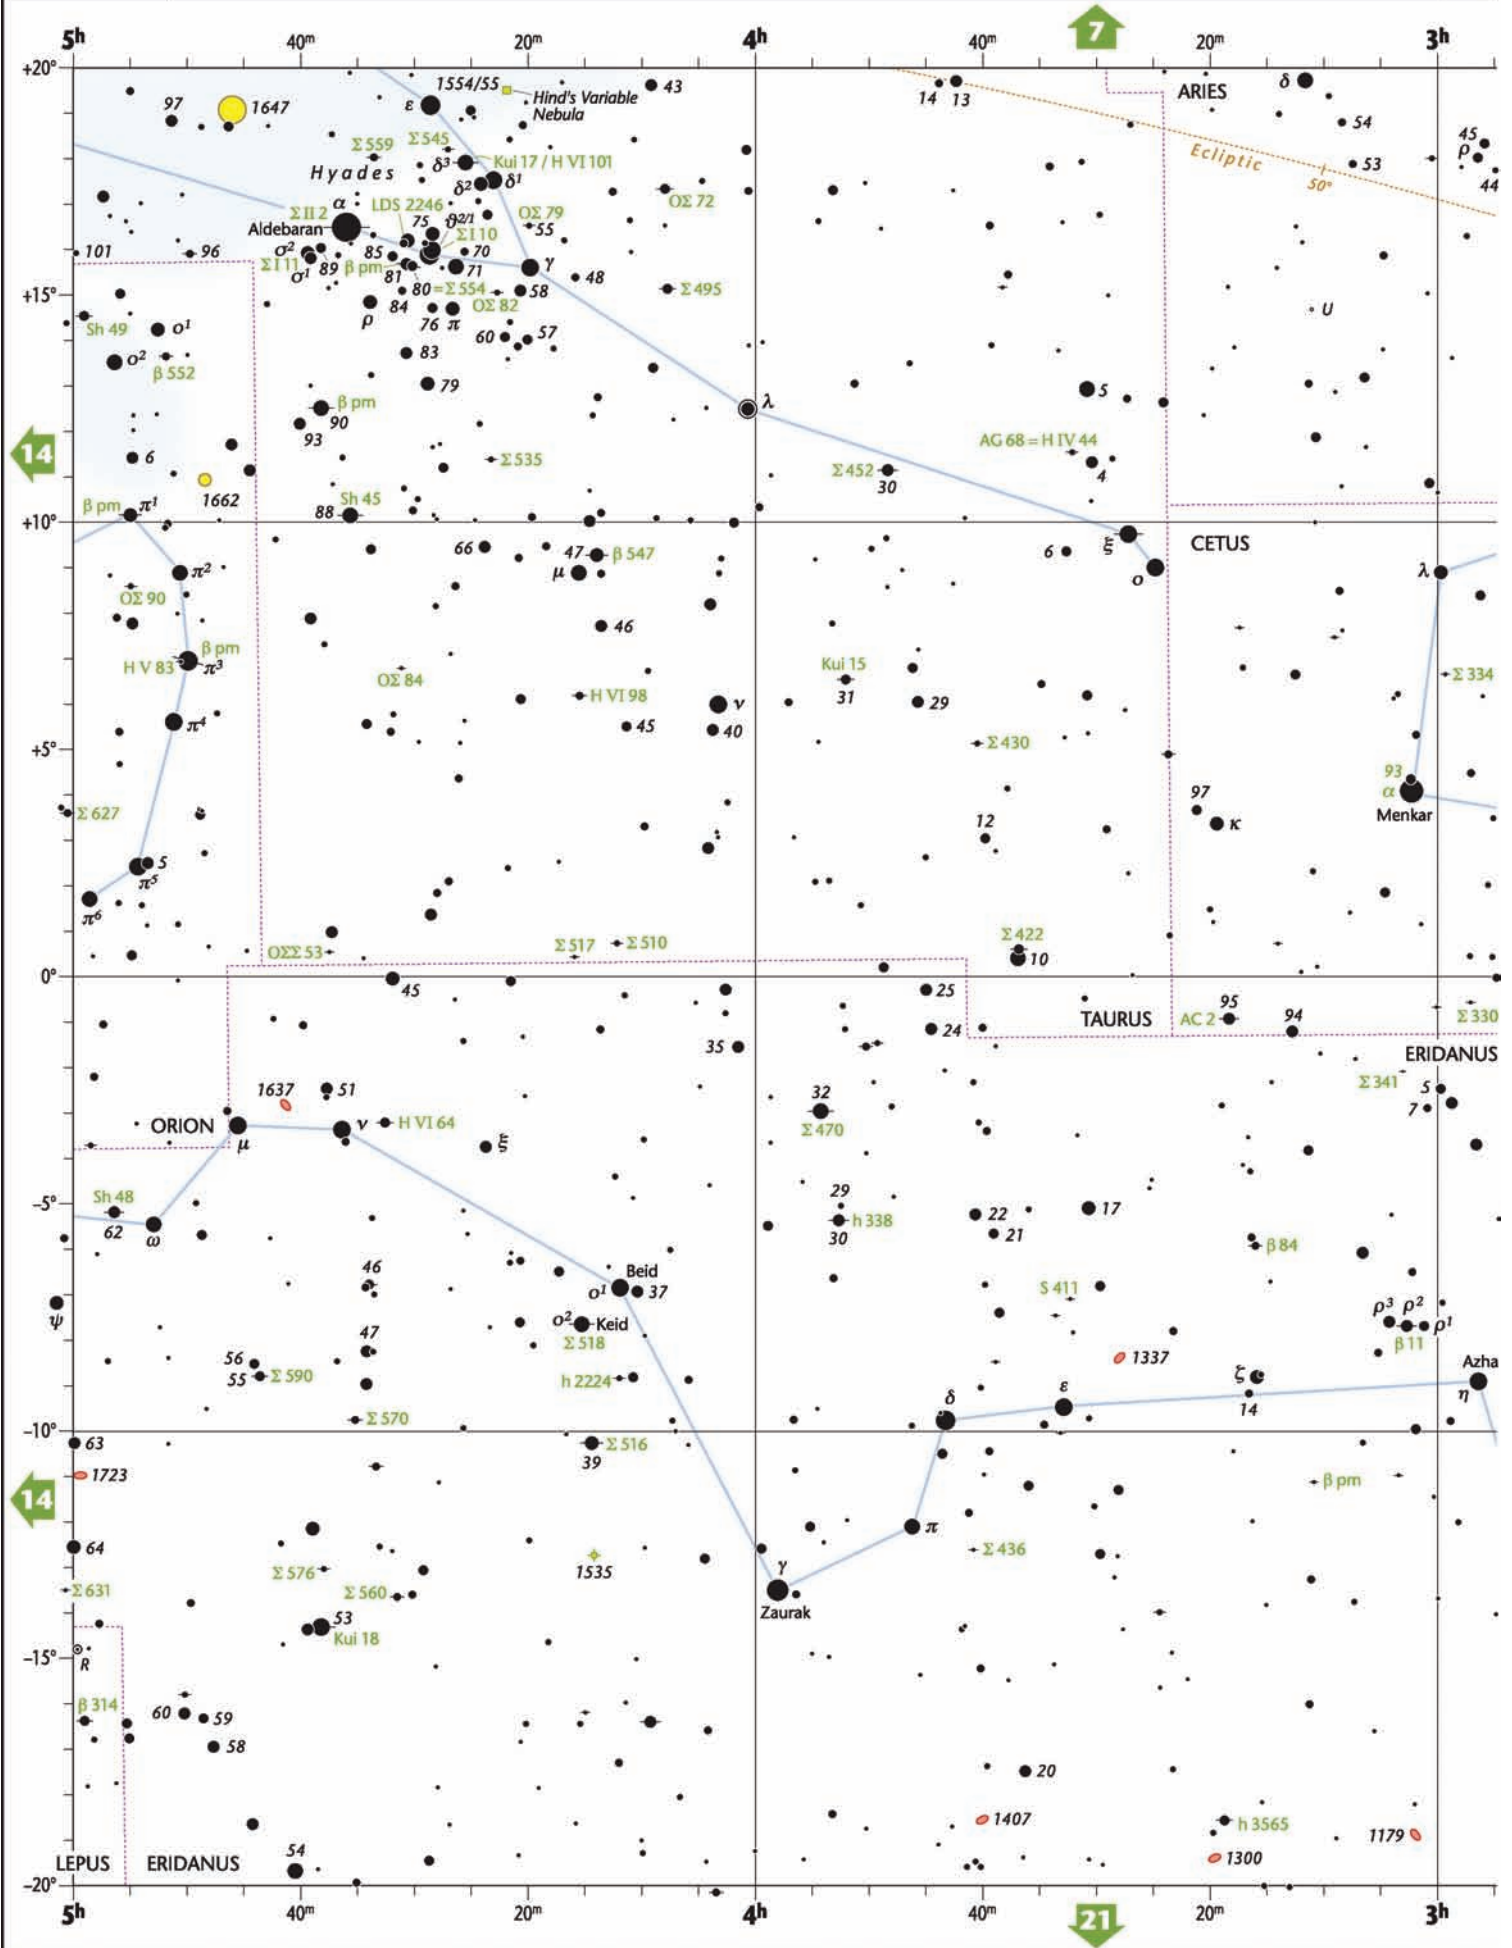 7
5h 40m 20m 4h 40m 20m 3h
+20°
1554/55
Hind's Variable
Nebula
43
14 13
ARIES
δ
97
1647
ε
54
Σ 559
Σ 545
Kui 17 / H VI 101
Ecliptic
50°
53
45
ρ
44
Hyades
δ³
δ²
δ¹
α
LDS 2246
Σ II 2
Aldebaran
75
ϑ2/1
Σ I 10
ΟΣ 79
55
ΟΣ 72
101
96
σ²
Σ I 11
σ¹
89
85
β pm
81
70
71
γ
48
80 = Σ 554
ΟΣ 82
58
Σ 495
+15°
84
ρ
76
π
U
Sh 49
ο¹
60
57
ο²
β 552
83
79
β pm
90
93
λ
5
14
6
Σ 535
AG 68 = H IV 44
Σ 452
30
4
1662
β pm
π¹
Sh 45
88
+10°
66
47
β 547
μ
ξ
6
ο
CETUS
λ
π²
ΟΣ 90
46
β pm
H V 83
π³
ΟΣ 84
Kui 15
31
Σ 334
H VI 98
ν
29
π⁴
45
40
+5°
Σ 430
93
α
Menkar
Σ 627
97
κ
12
5
π⁵
π⁶
ΟΣΣ 53
Σ 517
Σ 510
Σ 422
10
0°
45
25
TAURUS
AC 2
95
94
Σ 330
24
35
ERIDANUS
1637
51
Σ 341
5
7
32
Σ 470
ORION
μ
ν
H VI 64
ξ
–5°
Sh 48
62
ω
29
h 338
30
22
21
17
β 84
46
Beid
ο¹
37
S 411
ψ
ο²
Keid
Σ 518
ρ³ ρ² ρ¹
β 11
47
1337
56
55
Σ 590
h 2224
Azha
η
ζ
14
δ
ε
Σ 570
–10°
63
1723
Σ 516
39
β pm
14
π
64
Σ 436
1535
Σ 576
Σ 560
Σ 631
γ
Zaurak
53
Kui 18
–15°
R
β 314
60
59
58
20
1407
h 3565
1300
1179
54
LEPUS
ERIDANUS
–20°
5h 40m 20m 4h 40m 20m 3h
21